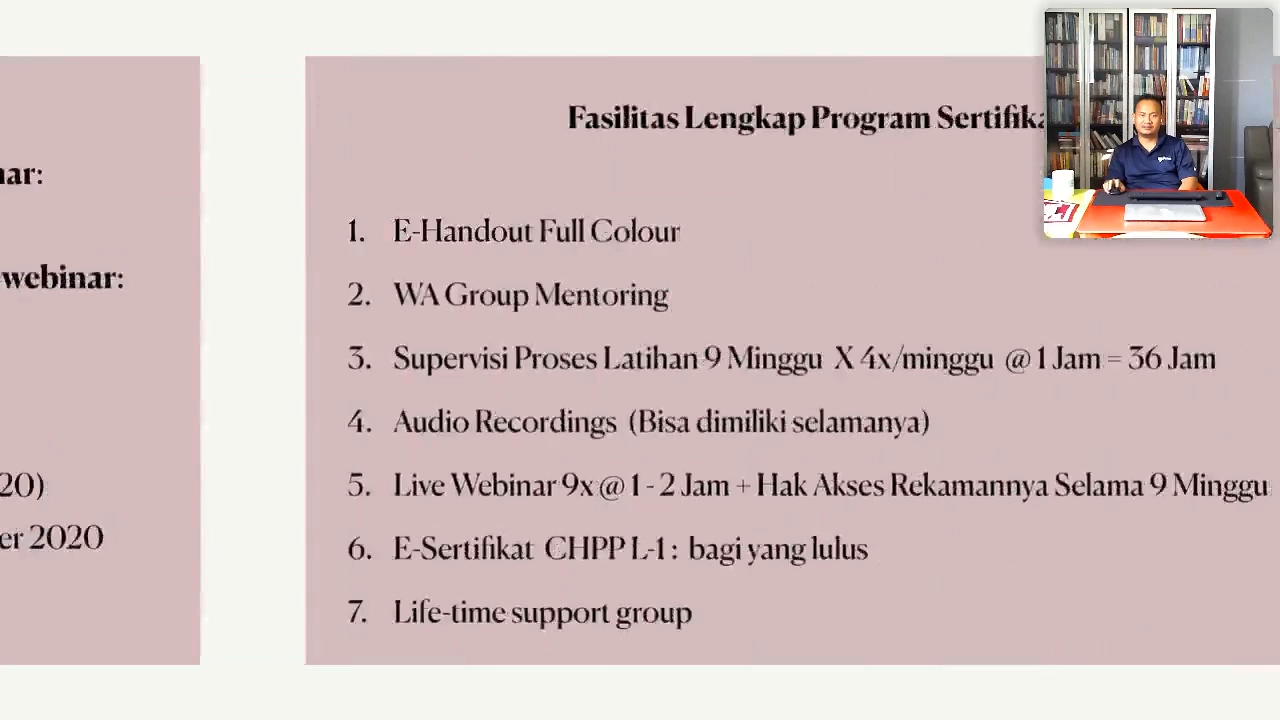 nar:
webinar:
20)
er 2020
Fasilitas Lengkap Program Sertifika
1. E-Handout Full Colour
2. WA Group Mentoring
3. Supervisi Proses Latihan 9 Minggu X 4x/minggu @ 1 Jam = 36 Jam
4. Audio Recordings (Bisa dimiliki selamanya)
5. Live Webinar 9x @ 1 - 2 Jam + Hak Akses Rekamannya Selama 9 Minggu
6. E-Sertifikat CHPP L-1 : bagi yang lulus
7. Life-time support group